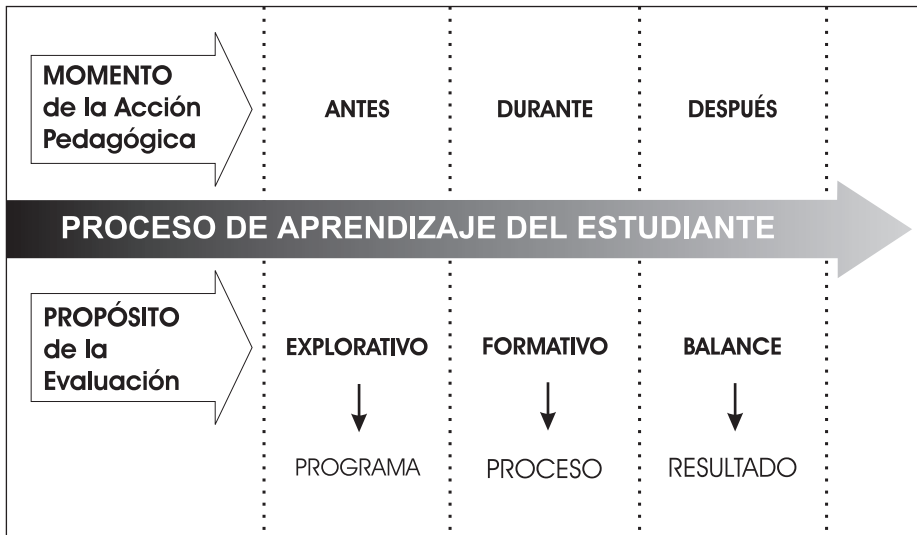 MOMENTO
de la Acción
Pedagógica
ANTES
DURANTE
DESPUÉS
PROCESO DE APRENDIZAJE DEL ESTUDIANTE
PROPÓSITO
de la
Evaluación
EXPLORATIVO
FORMATIVO
BALANCE
PROGRAMA
PROCESO
RESULTADO